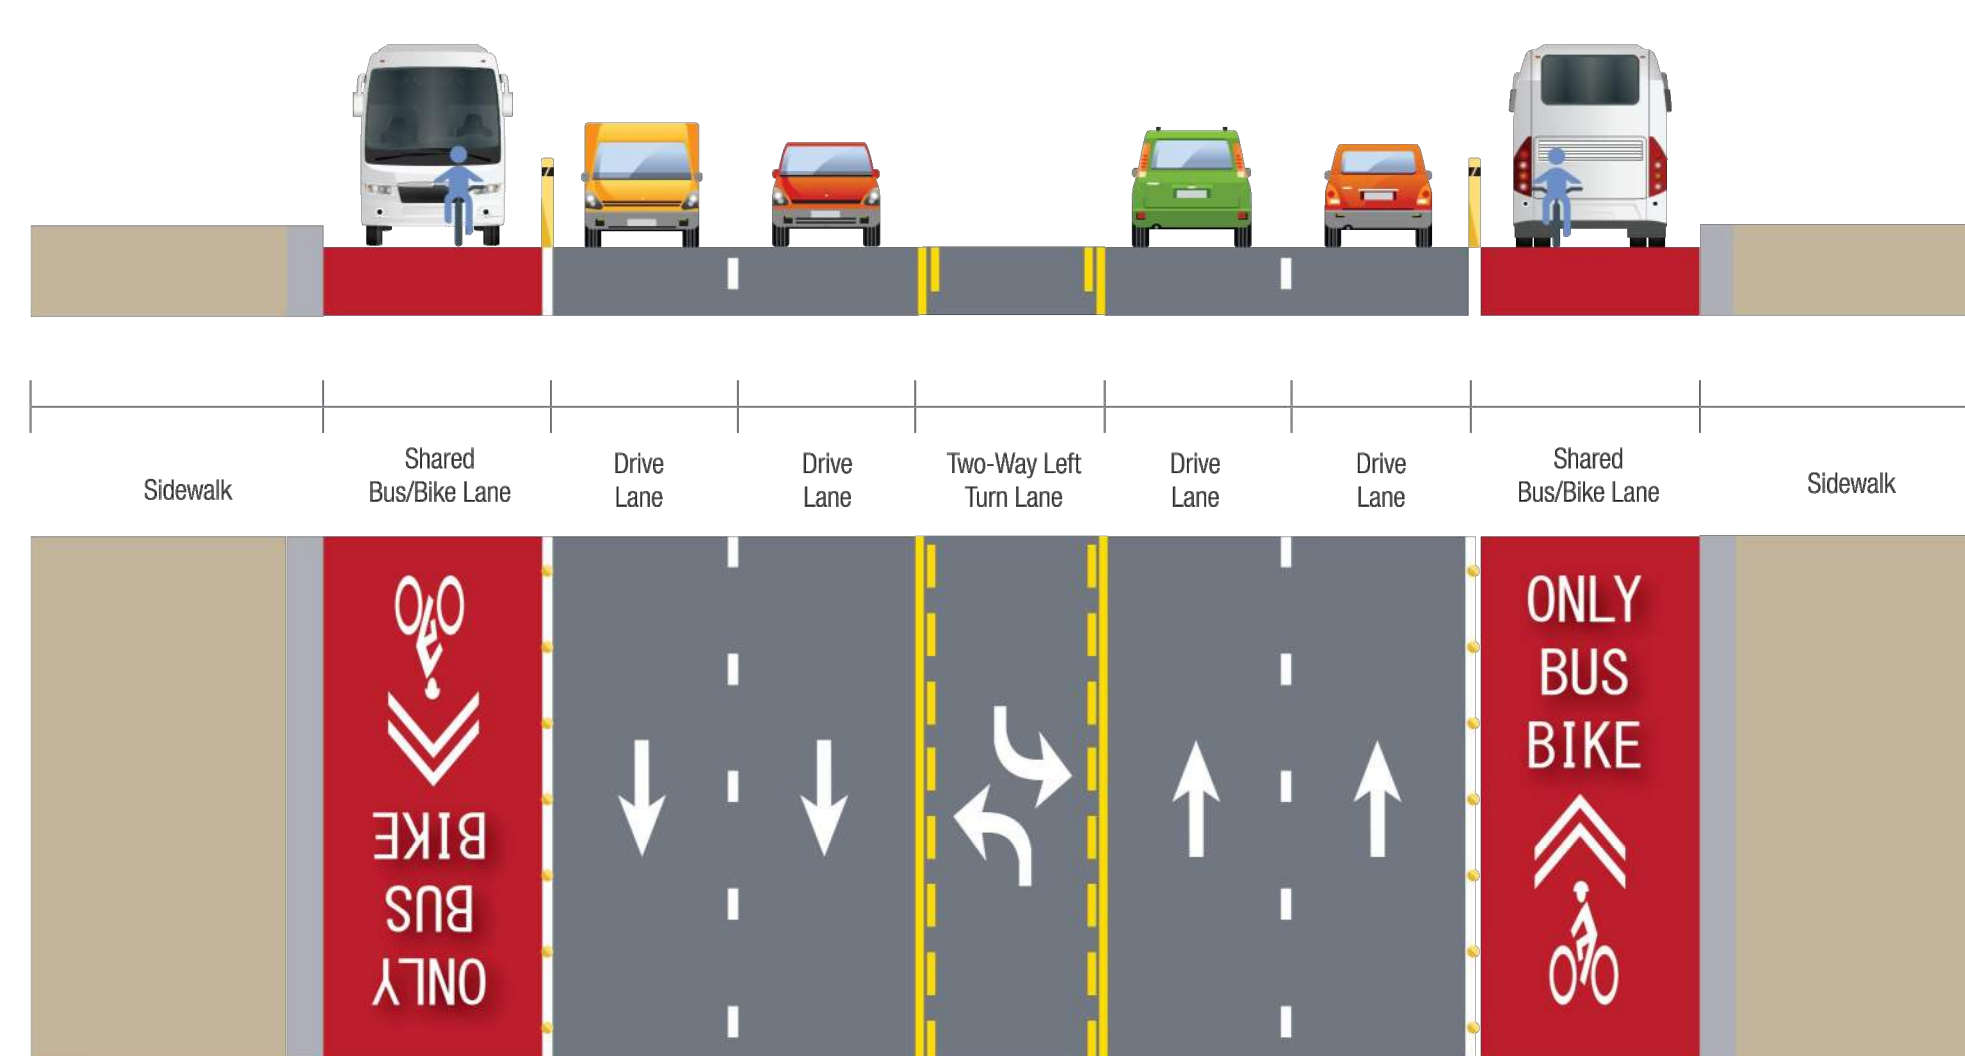 Sidewalk
Shared
Bus/Bike Lane
Drive
Lane
Drive
Lane
Two-Way Left
Turn Lane
Drive
Lane
Drive
Lane
Shared
Bus/Bike Lane
Sidewalk
ONLY
BUS
BIKE
ONLY
BUS
BIKE